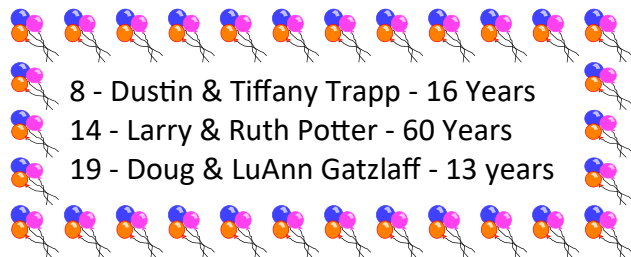 8 - Dustin & Tiffany Trapp - 16 Years
14 - Larry & Ruth Potter - 60 Years
19 - Doug & LuAnn Gatzlaff - 13 years